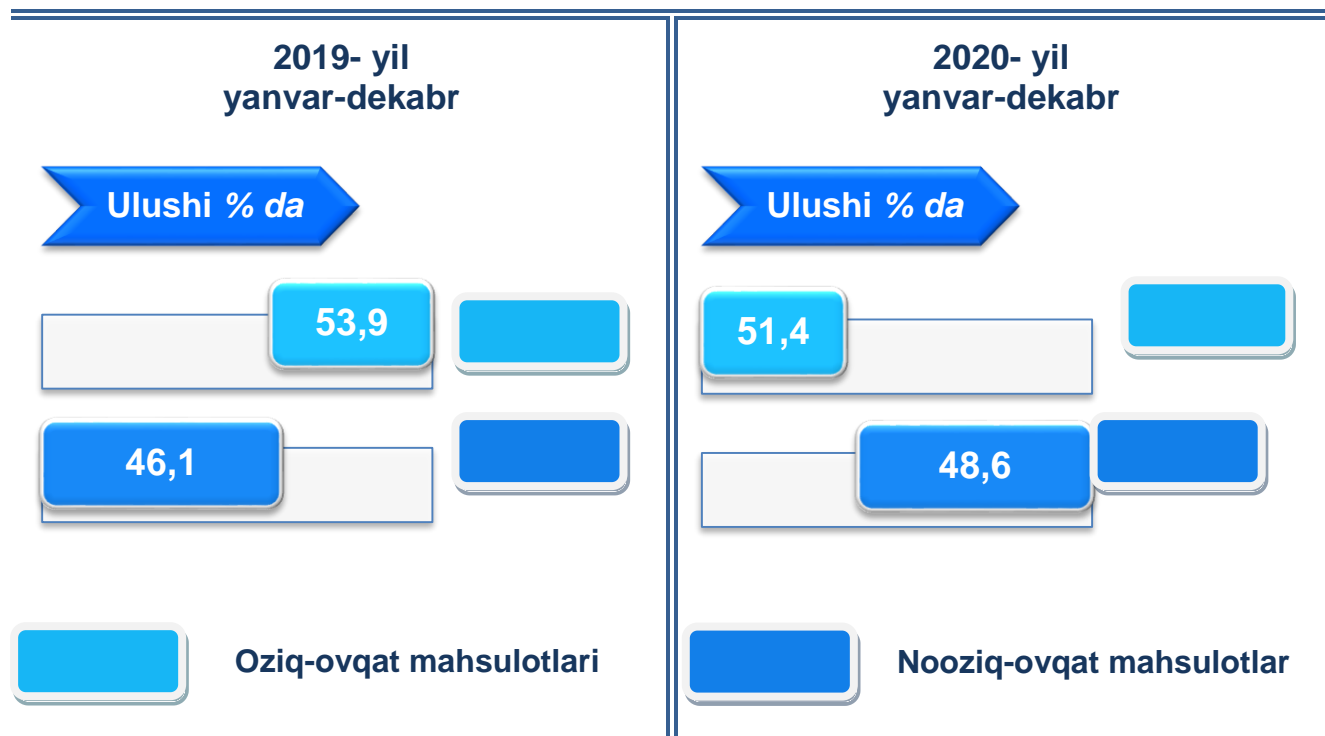 2019- yil
yanvar-dekabr
Ulushi % da
53,9
46,1
2020- yil
yanvar-dekabr
Ulushi % da
51,4
48,6
Oziq-ovqat mahsulotlari
Nooziq-ovqat mahsulotlar